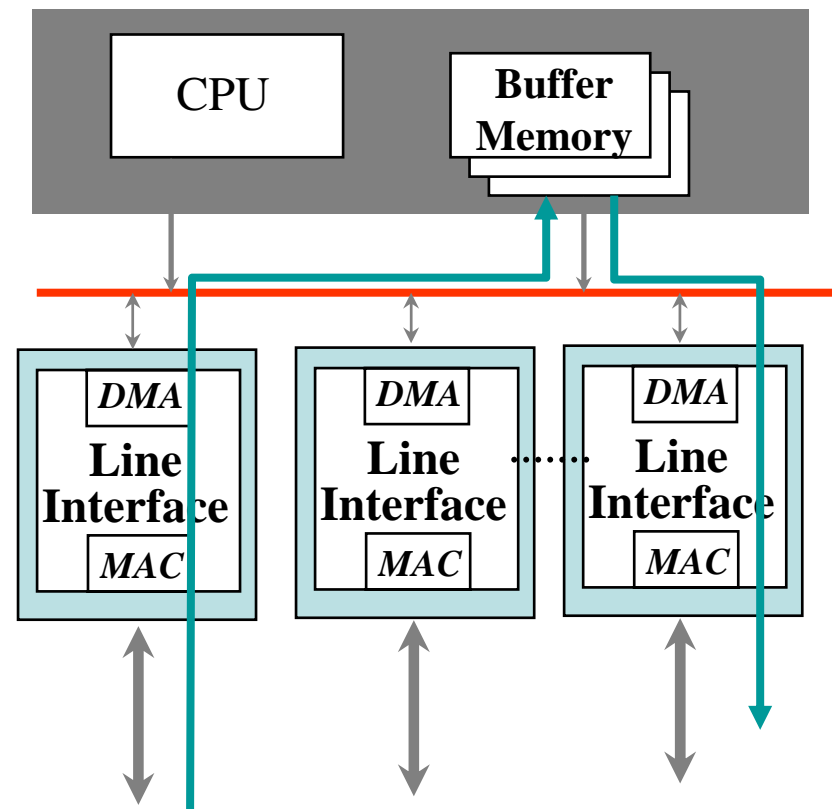 CPU
Buffer
Memory
DMA
Line
Interface
MAC
DMA
Line
Interface
MAC
.......
DMA
Line
Interface
MAC